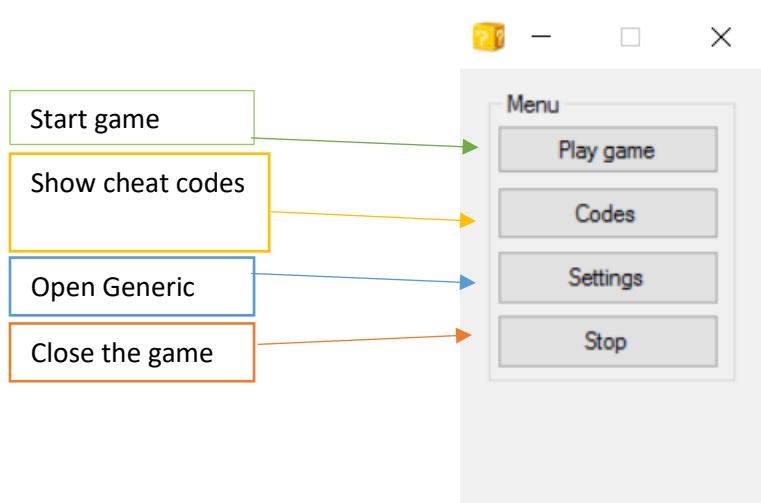 Start game
Show cheat codes
Open Generic
Close the game
Menu
Play game
Codes
Settings
Stop